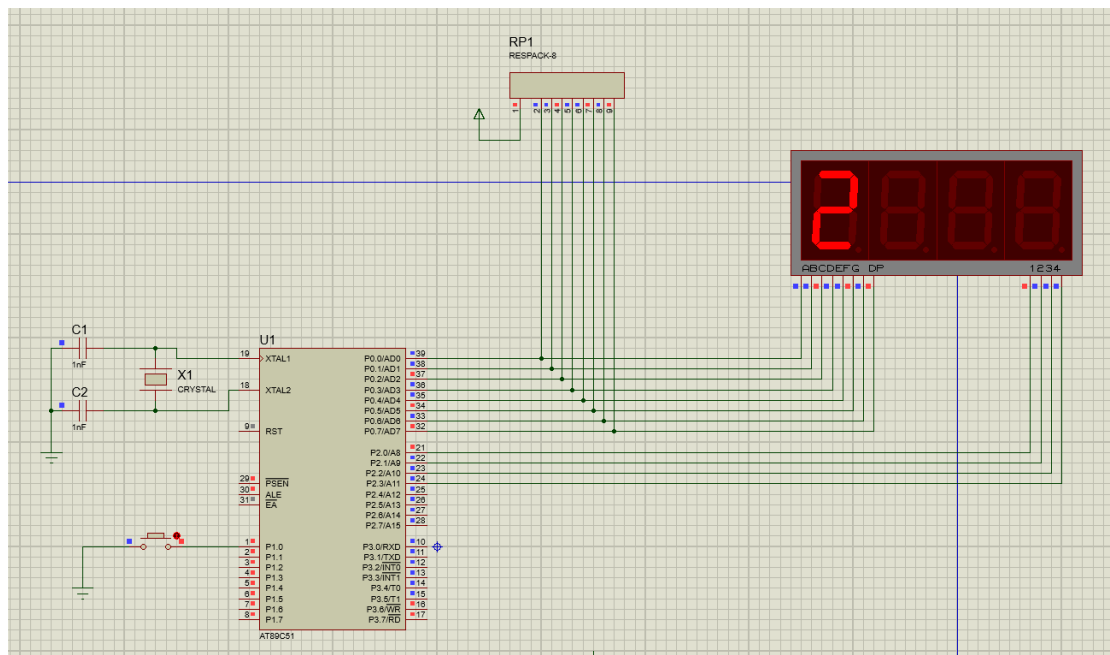 RP1
RESPACK-8
1
2
3
4
5
6
7
8
9
ABCDEFG DP
1234
C1
1nF
X1
CRYSTAL
C2
1nF
U1
19 XTAL1
18 XTAL2
9 RST
29 PSEN
30 ALE
31 EA
1 P1.0
2 P1.1
3 P1.2
4 P1.3
5 P1.4
6 P1.5
7 P1.6
8 P1.7
P0.0/AD0 39
P0.1/AD1 38
P0.2/AD2 37
P0.3/AD3 36
P0.4/AD4 35
P0.5/AD5 34
P0.6/AD6 33
P0.7/AD7 32
P2.0/A8 21
P2.1/A9 22
P2.2/A10 23
P2.3/A11 24
P2.4/A12 25
P2.5/A13 26
P2.6/A14 27
P2.7/A15 28
P3.0/RXD 10
P3.1/TXD 11
P3.2/INT0 12
P3.3/INT1 13
P3.4/T0 14
P3.5/T1 15
P3.6/WR 16
P3.7/RD 17
AT89C51
2